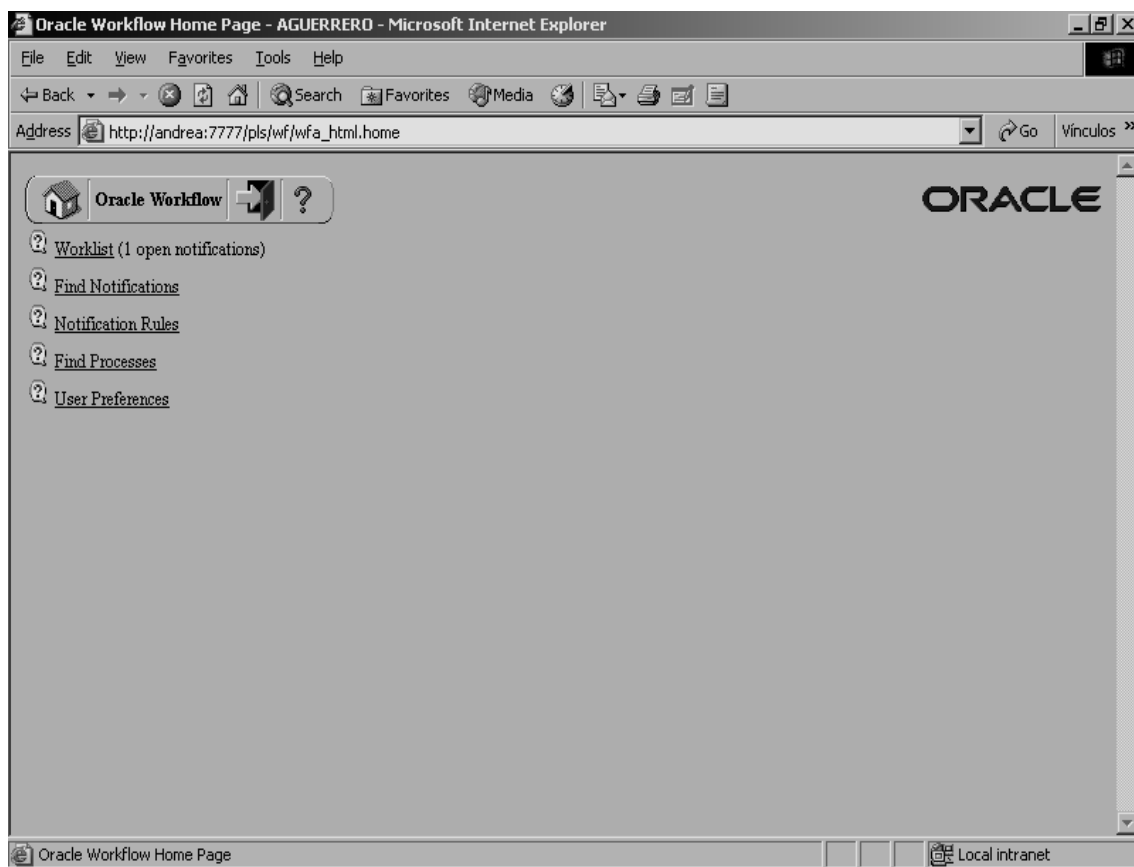 Oracle Workflow Home Page - AGUERRERO - Microsoft Internet Explorer
File Edit View Favorites Tools Help
Back Search Favorites Media
Address http://andrea:7777/pls/wf/wfa_html.home Go Vínculos »
Oracle Workflow ? ORACLE
Worklist (1 open notifications)
Find Notifications
Notification Rules
Find Processes
User Preferences
Oracle Workflow Home Page Local intranet